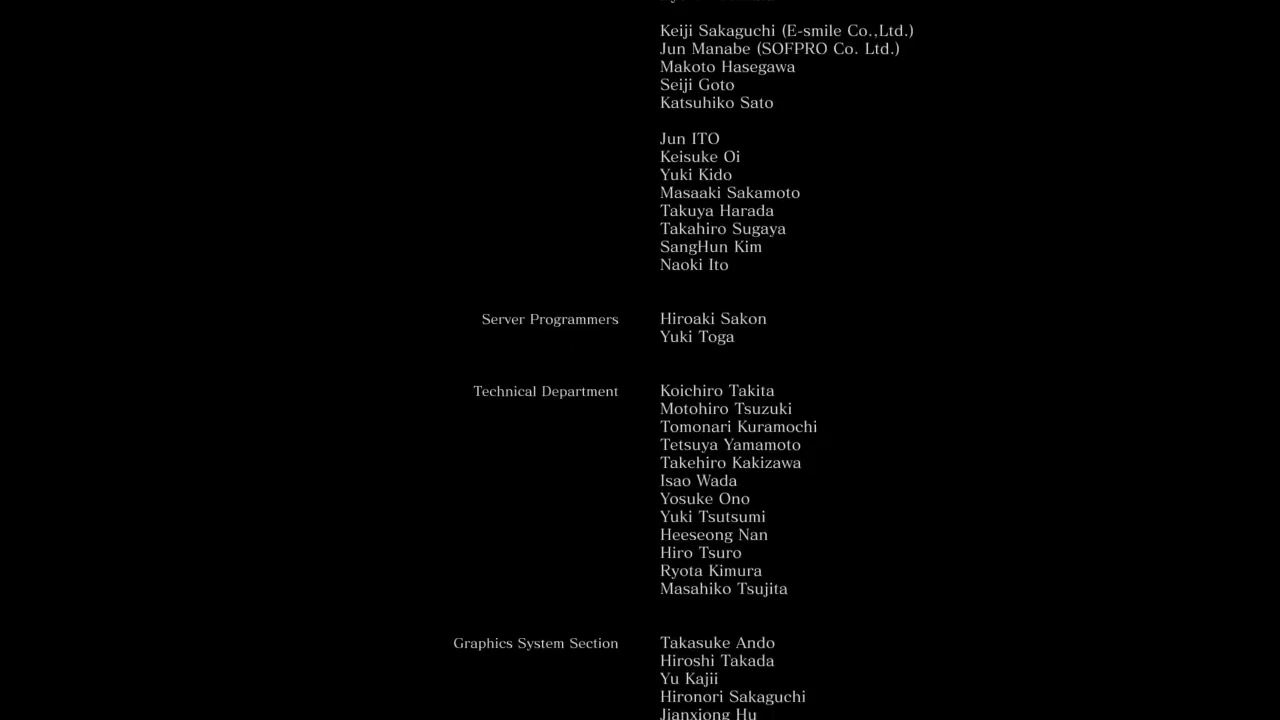 Keiji Sakaguchi (E-smile Co.,Ltd.)
Jun Manabe (SOFPRO Co. Ltd.)
Makoto Hasegawa
Seiji Goto
Katsuhiko Sato
Jun ITO
Keisuke Oi
Yuki Kido
Masaaki Sakamoto
Takuya Harada
Takahiro Sugaya
SangHun Kim
Naoki Ito
Server Programmers Hiroaki Sakon
Yuki Toga
Technical Department Koichiro Takita
Motohiro Tsuzuki
Tomonari Kuramochi
Tetsuya Yamamoto
Takehiro Kakizawa
Isao Wada
Yosuke Ono
Yuki Tsutsumi
Heeseong Nan
Hiro Tsuro
Ryota Kimura
Masahiko Tsujita
Graphics System Section Takasuke Ando
Hiroshi Takada
Yu Kajii
Hironori Sakaguchi
Jianxiong Hu